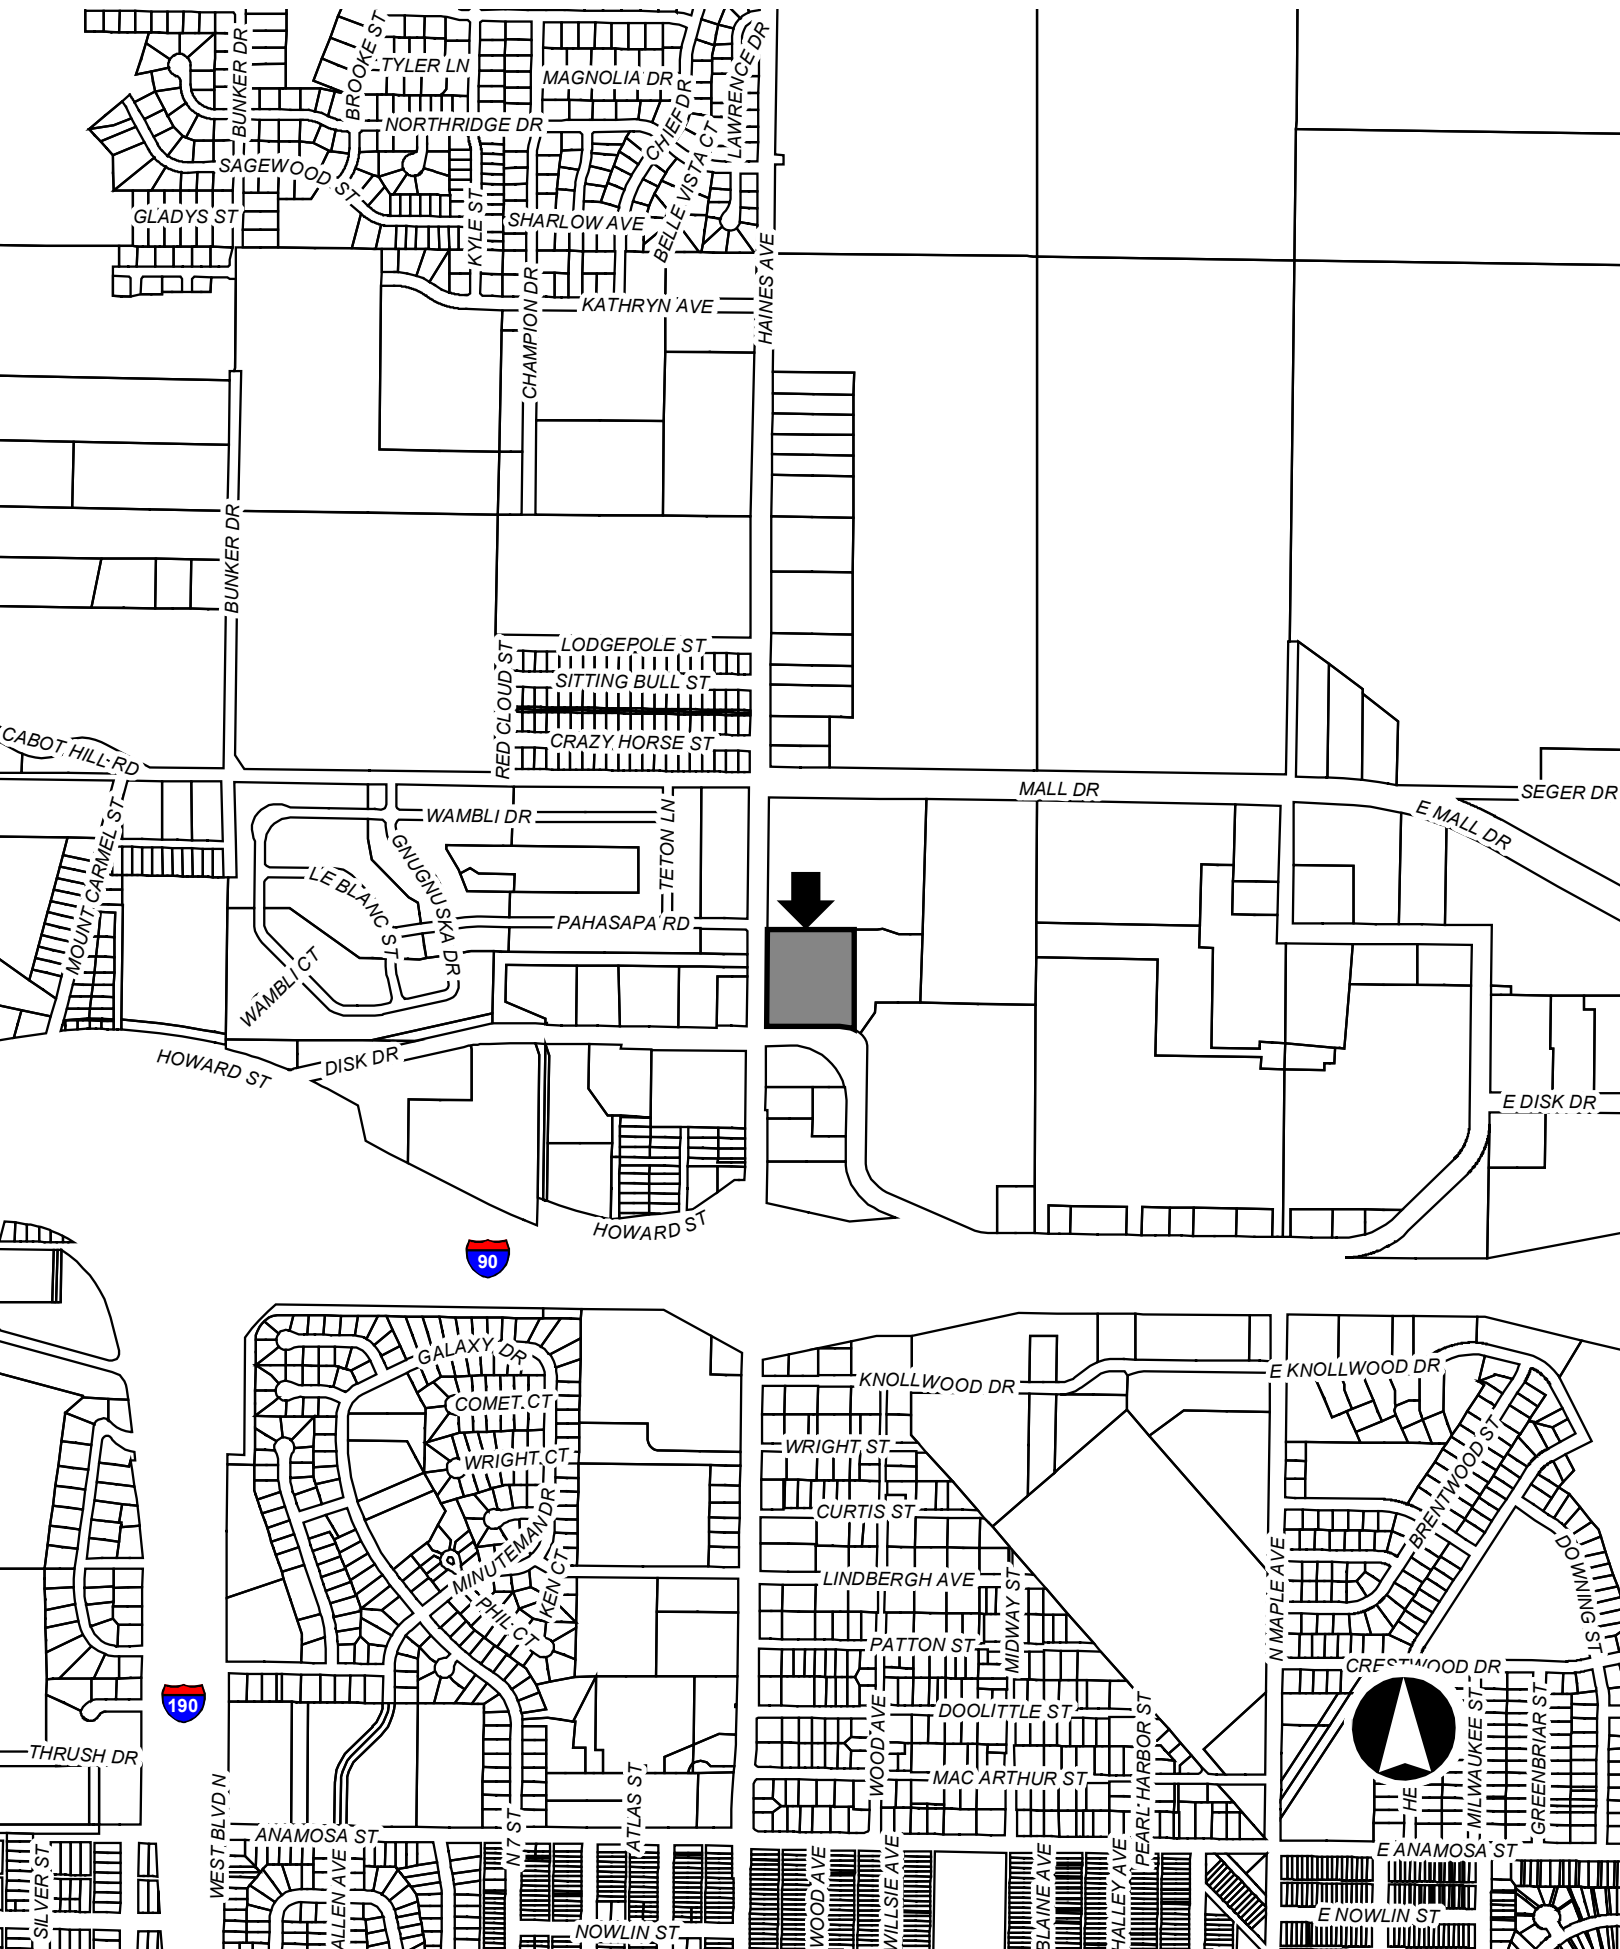 BUNKER DR
BROOKE ST
TYLER LN
MAGNOLIA DR
CHIEF DR
LAWRENCE DR
NORTHRIDGE DR
SAGEWOOD ST
BELLE VISTA CT
GLADYS ST
KYLE ST
SHARLOW AVE
HAINES AVE
CHAMPION DR
KATHRYN AVE
BUNKER DR
LODGEPOLE ST
RED CLOUD ST
SITTING BULL ST
CRAZY HORSE ST
CABOT HILL RD
MALL DR
SEGER DR
E MALL DR
MOUNT CARMEL ST
WAMBLI DR
TETON LN
GNUGNUSKA DR
LE BLANC ST
PAHASAPA RD
WAMBLI CT
HOWARD ST
DISK DR
E DISK DR
HOWARD ST
90
GALAXY DR
KNOLLWOOD DR
E KNOLLWOOD DR
COMET CT
WRIGHT ST
WRIGHT CT
BRENTWOOD ST
CURTIS ST
MINUTEMAN DR
KEN CT
PHIL CT
LINDBERGH AVE
MIDWAY ST
N MAPLE AVE
DOWNING ST
PATTON ST
CRESTWOOD DR
190
DOOLITTLE ST
WOOD AVE
PEARL HARBOR ST
MILWAUKEE ST
GREENBRIAR ST
THRUSH DR
MAC ARTHUR ST
HE
WEST BLVD N
ATLAS ST
N 7 ST
ANAMOSA ST
E ANAMOSA ST
SILVER ST
ALLEN AVE
WOOD AVE
WILLSIE AVE
BLAINE AVE
HALLEY AVE
NOWLIN ST
E NOWLIN ST